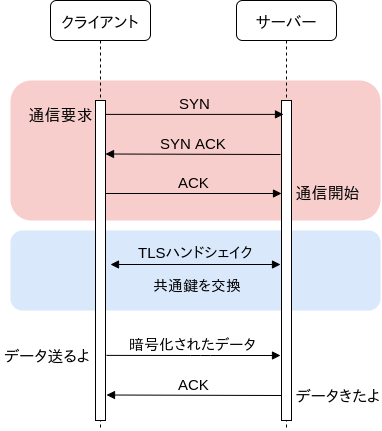 クライアント
サーバー
SYN
通信要求
SYN ACK
ACK
通信開始
TLSハンドシェイク
共通鍵を交換
暗号化されたデータ
データ送るよ
ACK
データきたよ